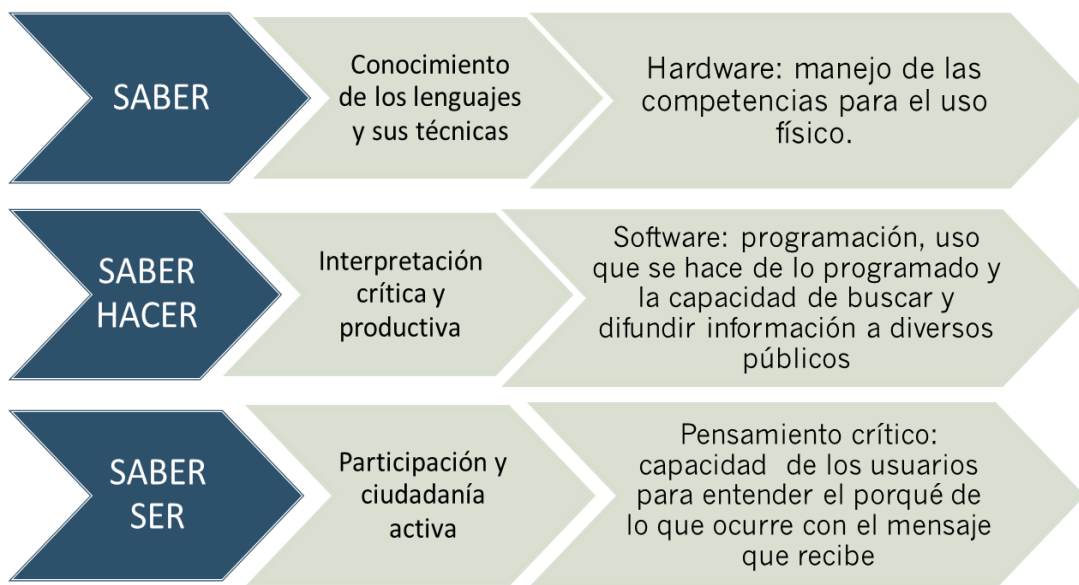 SABER
Conocimiento
de los lenguajes
y sus técnicas
Hardware: manejo de las
competencias para el uso
físico.
SABER
HACER
Interpretación
crítica y
productiva
Software: programación, uso
que se hace de lo programado y
la capacidad de buscar y
difundir información a diversos
públicos
SABER
SER
Participación y
ciudadanía
activa
Pensamiento crítico:
capacidad de los usuarios
para entender el porqué de
lo que ocurre con el mensaje
que recibe